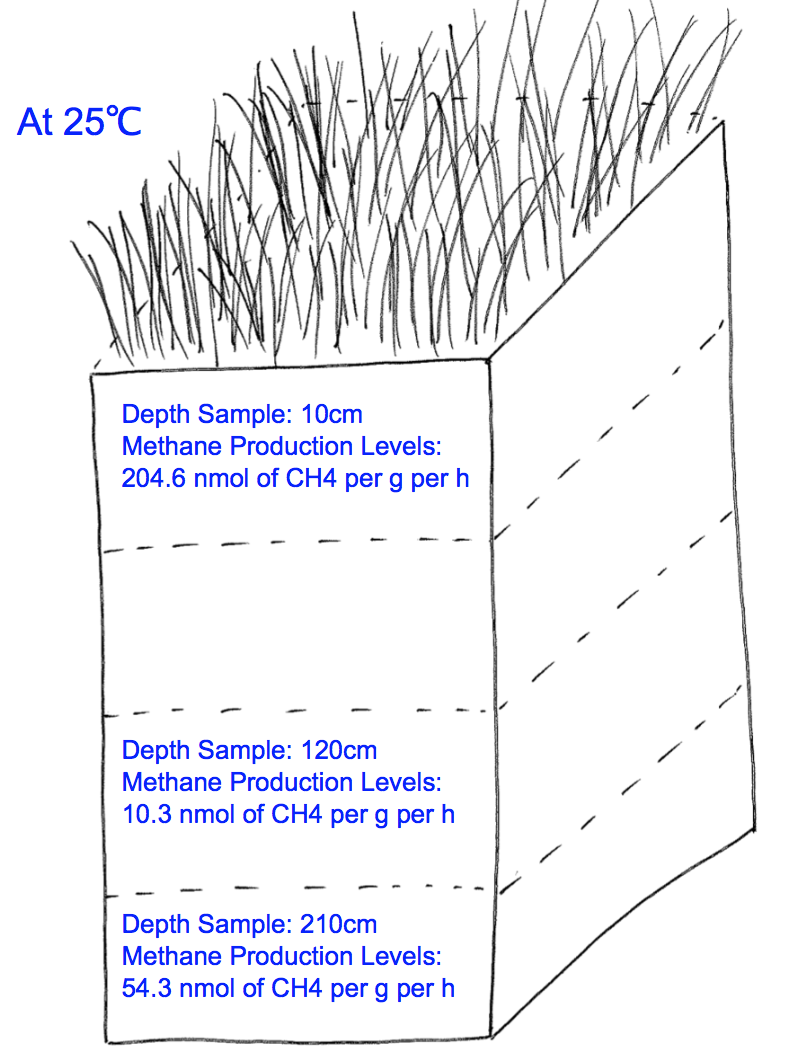 At 25℃
Depth Sample: 10cm
Methane Production Levels:
204.6 nmol of CH4 per g per h
Depth Sample: 120cm
Methane Production Levels:
10.3 nmol of CH4 per g per h
Depth Sample: 210cm
Methane Production Levels:
54.3 nmol of CH4 per g per h